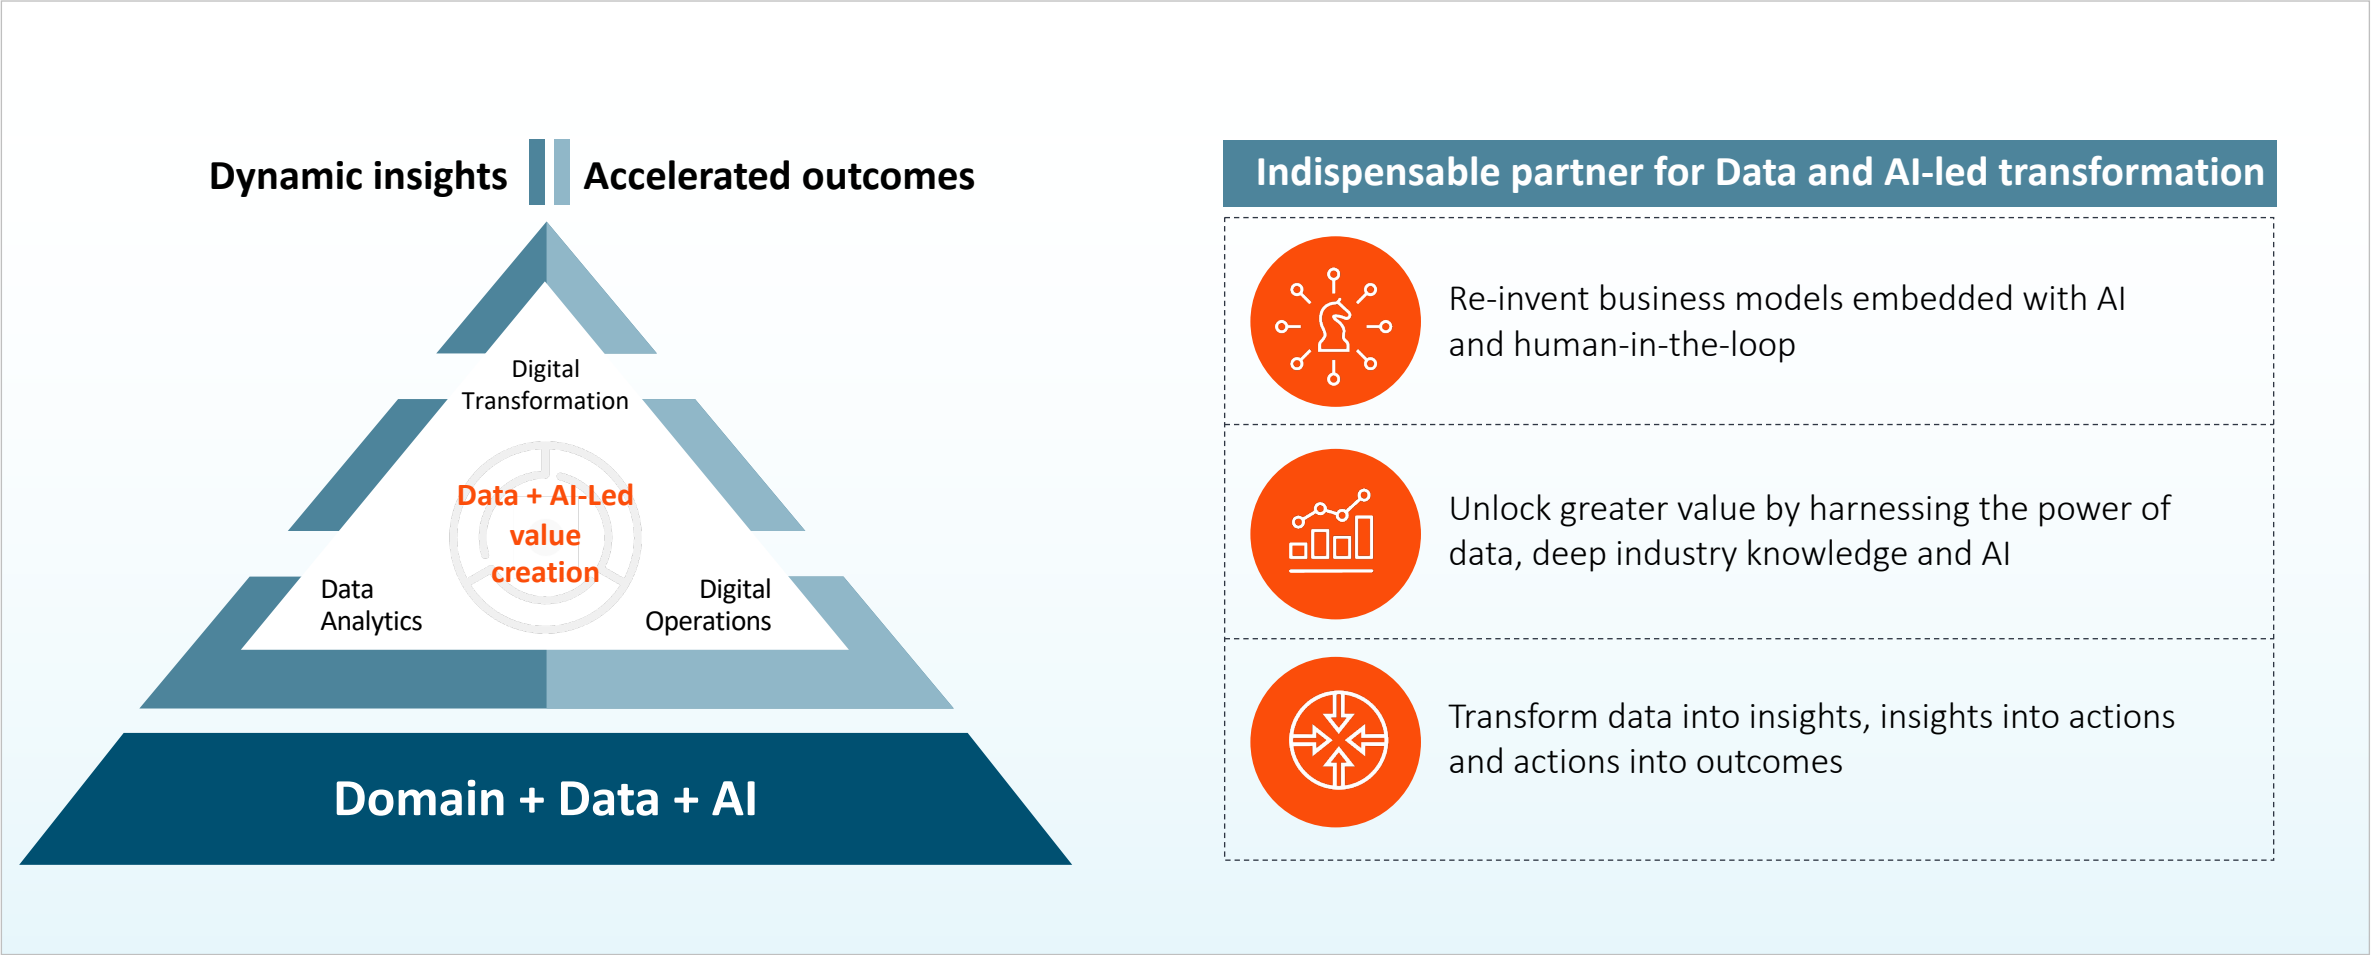 Dynamic insights
Accelerated outcomes
Digital
Transformation
Data + AI-Led
value
creation
Data
Analytics
Digital
Operations
Domain + Data + AI
Indispensable partner for Data and AI-led transformation
Re-invent business models embedded with AI
and human-in-the-loop
Unlock greater value by harnessing the power of
data, deep industry knowledge and AI
Transform data into insights, insights into actions
and actions into outcomes